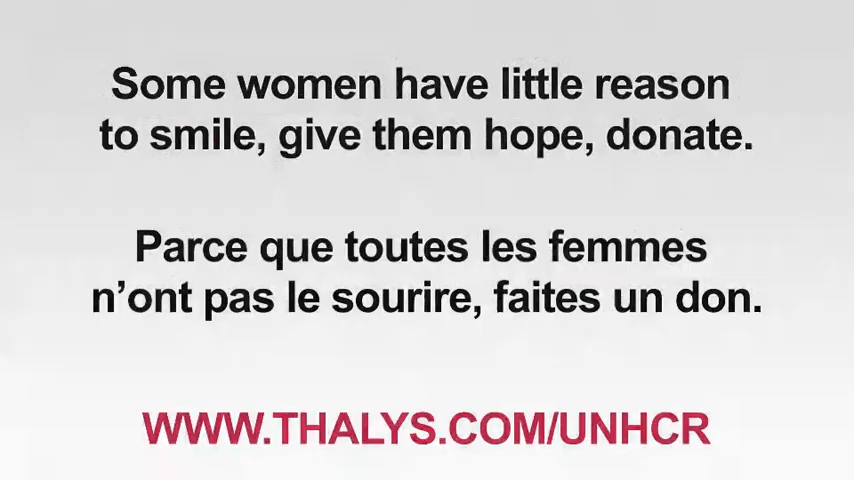 Some women have little reason
to smile, give them hope, donate.
Parce que toutes les femmes
n’ont pas le sourire, faites un don.
WWW.THALYS.COM/UNHCR